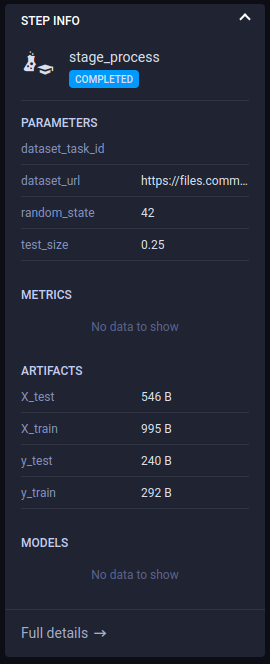 STEP INFO
stage_process
COMPLETED
PARAMETERS
dataset_task_id
dataset_url https://files.comm...
random_state 42
test_size 0.25
METRICS
No data to show
ARTIFACTS
X_test 546 B
X_train 995 B
y_test 240 B
y_train 292 B
MODELS
No data to show
Full details →